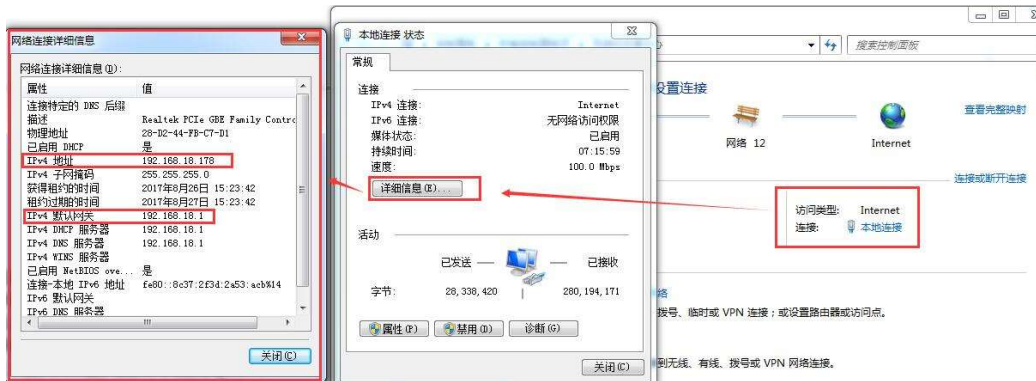 网络连接详细信息
网络连接详细信息(D):
属性 值
连接特定的 DNS 后缀
描述 Realtek PCIe GBE Family Contro
物理地址 28-D2-44-FB-C7-D1
已启用 DHCP 是
IPv4 地址 192.168.18.178
IPv4 子网掩码 255.255.255.0
获得租约的时间 2017年8月26日 15:23:42
租约过期的时间 2017年8月27日 15:23:42
IPv4 默认网关 192.168.18.1
IPv4 DHCP 服务器 192.168.18.1
IPv4 DNS 服务器 192.168.18.1
IPv4 WINS 服务器
已启用 NetBIOS ove... 是
连接-本地 IPv6 地址 fe80::8c37:2f3d:2a53:acb%14
IPv6 默认网关
IPv6 DNS 服务器
关闭(C)
本地连接 状态
常规
连接
IPv4 连接: Internet
IPv6 连接: 无网络访问权限
媒体状态: 已启用
持续时间: 07:15:59
速度: 100.0 Mbps
详细信息(E)...
活动
已发送 — — 已接收
字节: 28,338,420 | 280,194,171
属性(P) 禁用(D) 诊断(G)
关闭(C)
搜索控制面板
设置连接
查看完整映射
网络 12 Internet
连接或断开连接
访问类型: Internet
连接: 本地连接
络
拨号、临时或 VPN 连接；或设置路由器或访问点。
到无线、有线、拨号或 VPN 网络连接。